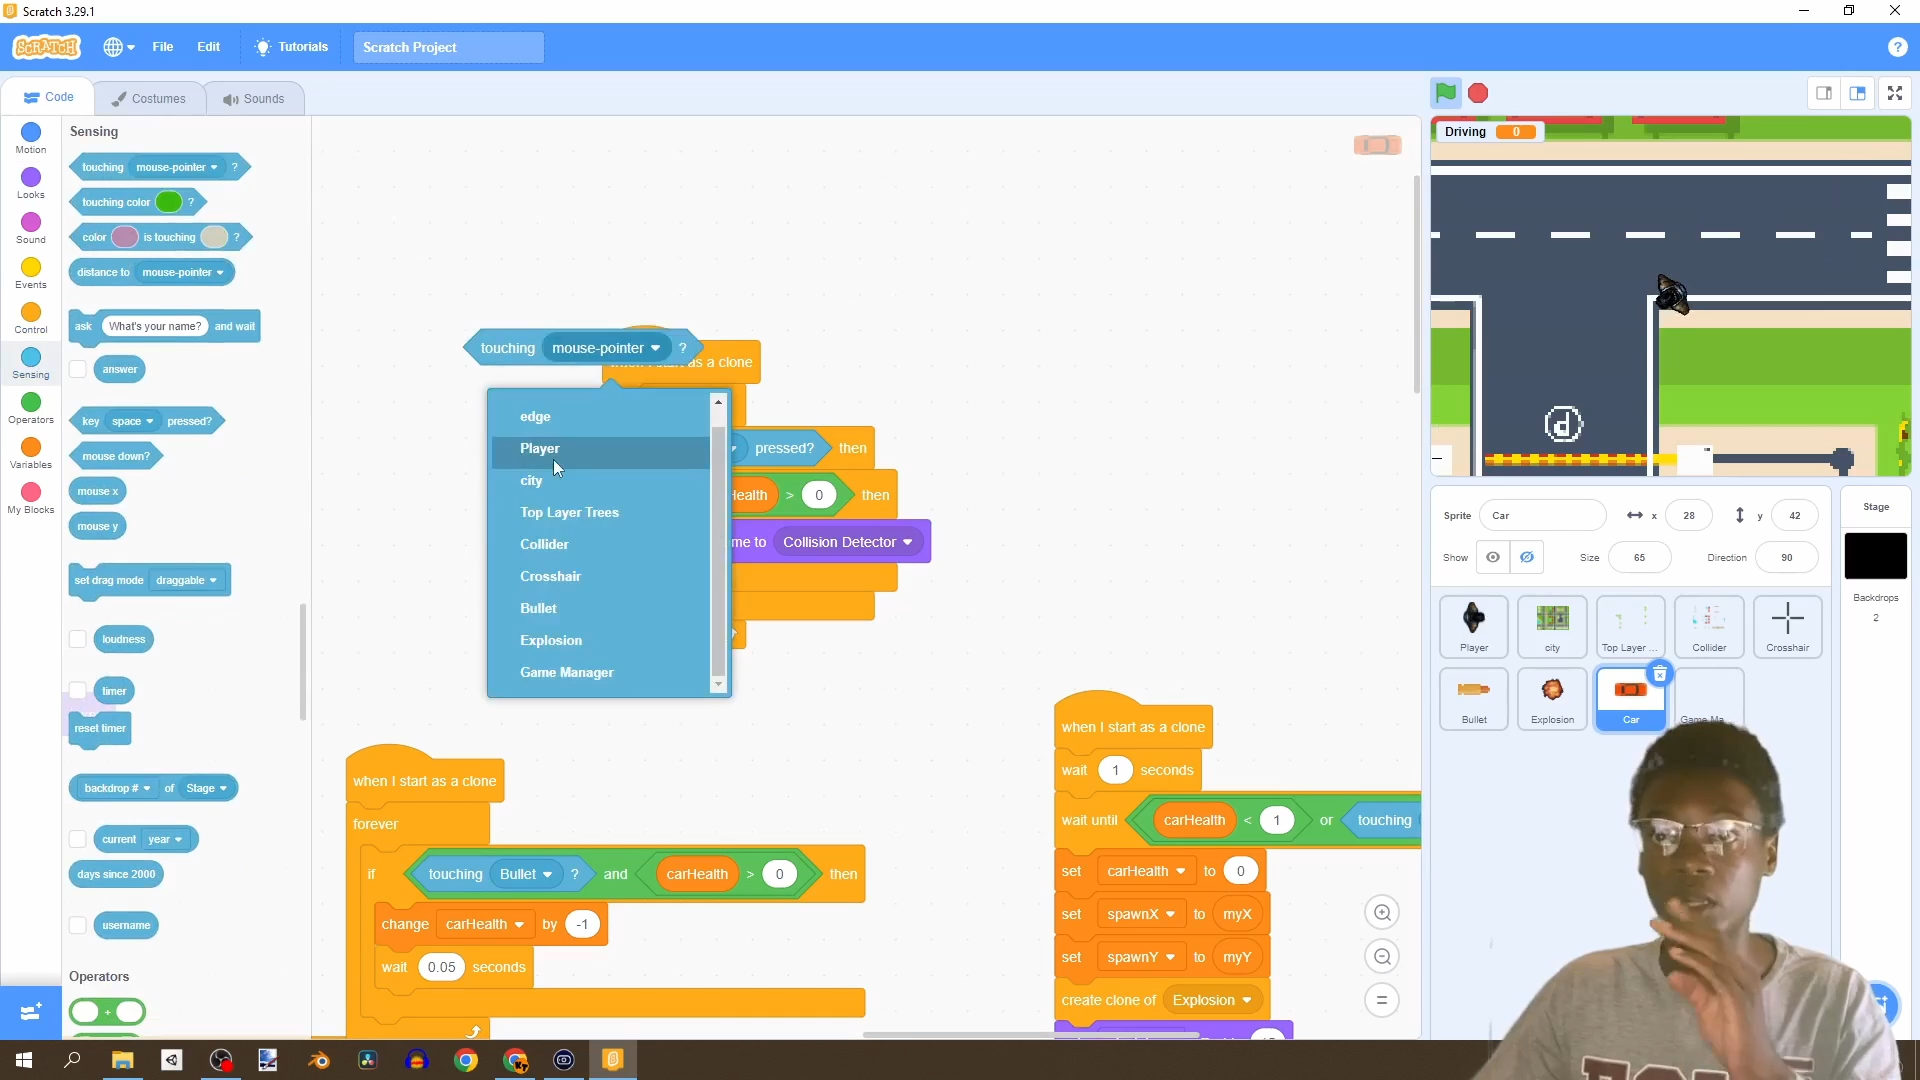 Scratch 3.29.1
SCRATCH File Edit Tutorials Scratch Project ?
Code Costumes Sounds
Motion
Looks
Sound
Events
Control
Sensing
Operators
Variables
My Blocks
Sensing
touching mouse-pointer ?
touching color ?
color is touching ?
distance to mouse-pointer
ask What's your name? and wait
answer
key space pressed?
mouse down?
mouse x
mouse y
set drag mode draggable
loudness
timer
reset timer
backdrop # of Stage
current year
days since 2000
username
Operators
+
touching mouse-pointer ?
as a clone
edge
Player
city
Top Layer Trees
Collider
Crosshair
Bullet
Explosion
Game Manager
pressed? then
Health > 0 then
me to Collision Detector
when I start as a clone
forever
if touching Bullet ? and carHealth > 0 then
change carHealth by -1
wait 0.05 seconds
when I start as a clone
wait 1 seconds
wait until carHealth < 1 or touching
set carHealth to 0
set spawnX to myX
set spawnY to myY
create clone of Explosion
Driving 0
d
Sprite Car x 28 y 42
Show Size 65 Direction 90
Player city Top Layer ... Collider Crosshair
Bullet Explosion Car Game Ma...
Stage
Backdrops
2